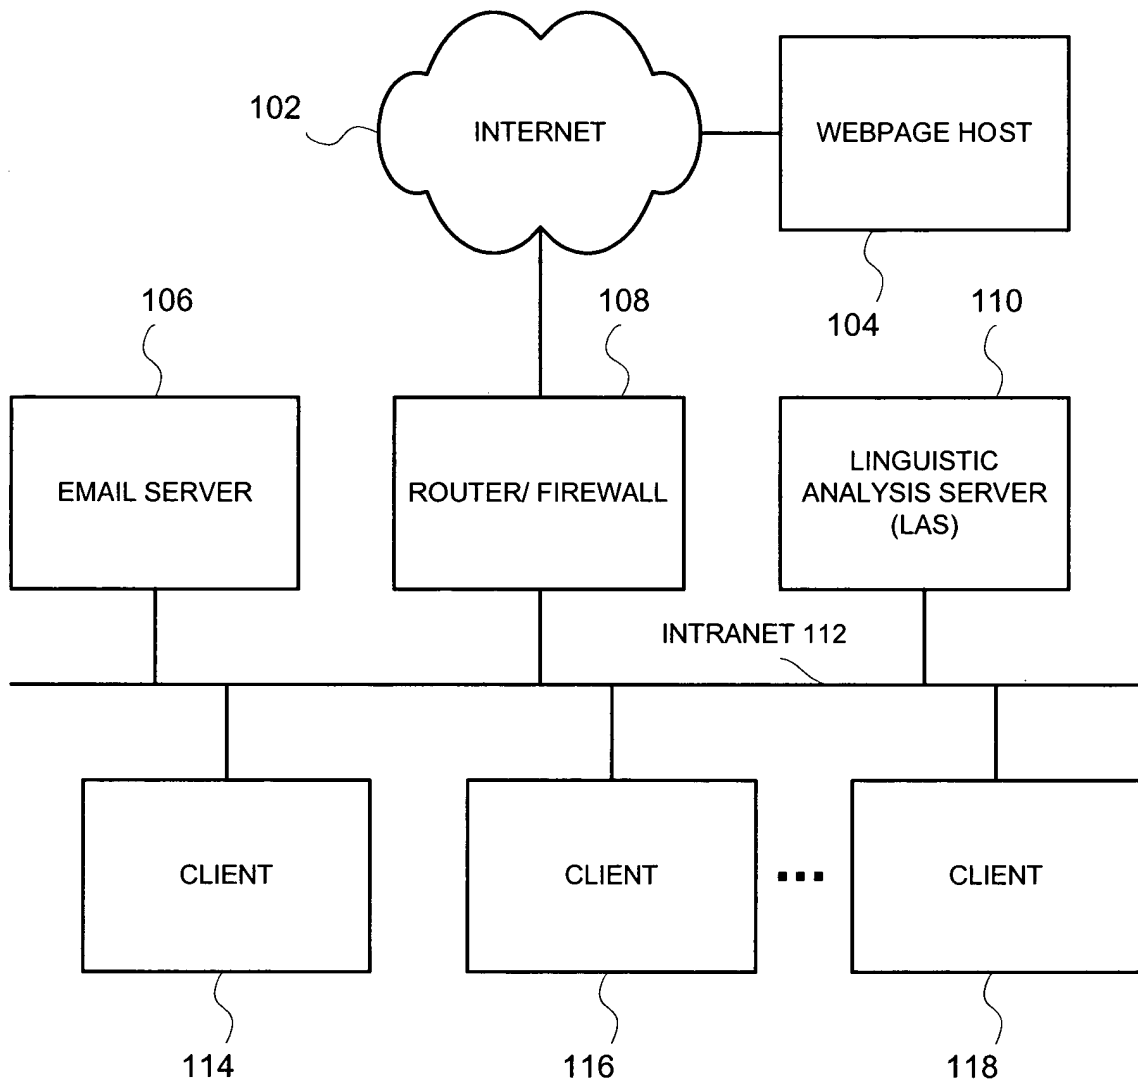 102
INTERNET
WEBPAGE HOST
104
106
108
110
EMAIL SERVER
ROUTER/ FIREWALL
LINGUISTIC
ANALYSIS SERVER
(LAS)
INTRANET 112
CLIENT
CLIENT
CLIENT
114
116
118